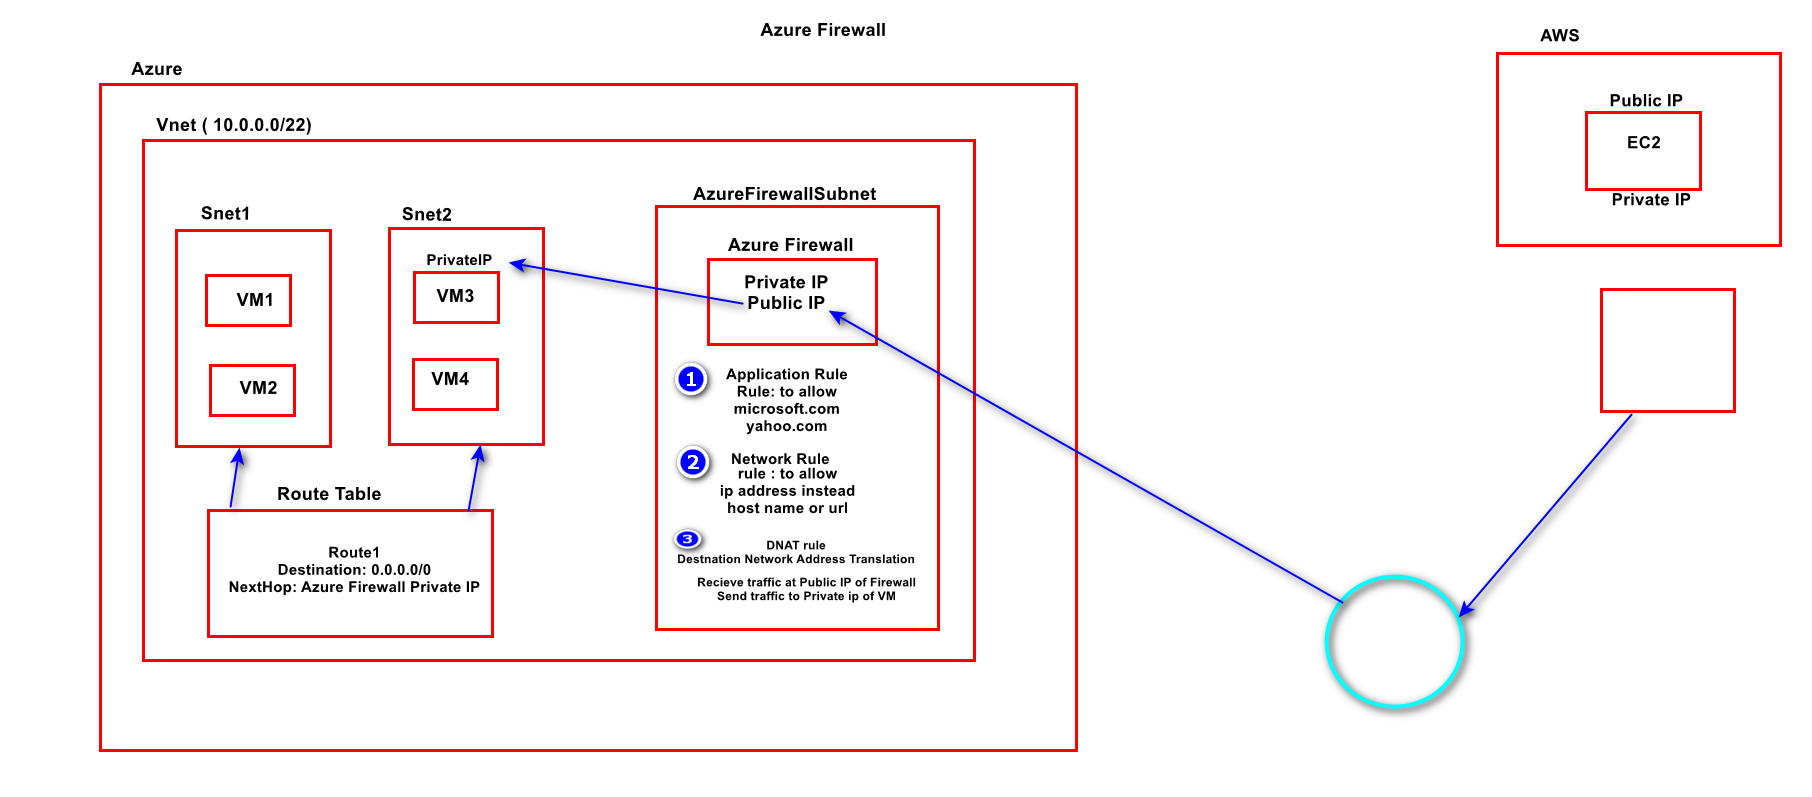 Azure Firewall
Azure
Vnet ( 10.0.0.0/22)
Snet1
VM1
VM2
Snet2
PrivateIP
VM3
VM4
Route Table
Route1
Destination: 0.0.0.0/0
NextHop: Azure Firewall Private IP
AzureFirewallSubnet
Azure Firewall
Private IP
Public IP
1
Application Rule
Rule: to allow
microsoft.com
yahoo.com
2
Network Rule
rule : to allow
ip address instead
host name or url
3
DNAT rule
Destnation Network Address Translation
Recieve traffic at Public IP of Firewall
Send traffic to Private ip of VM
AWS
Public IP
EC2
Private IP